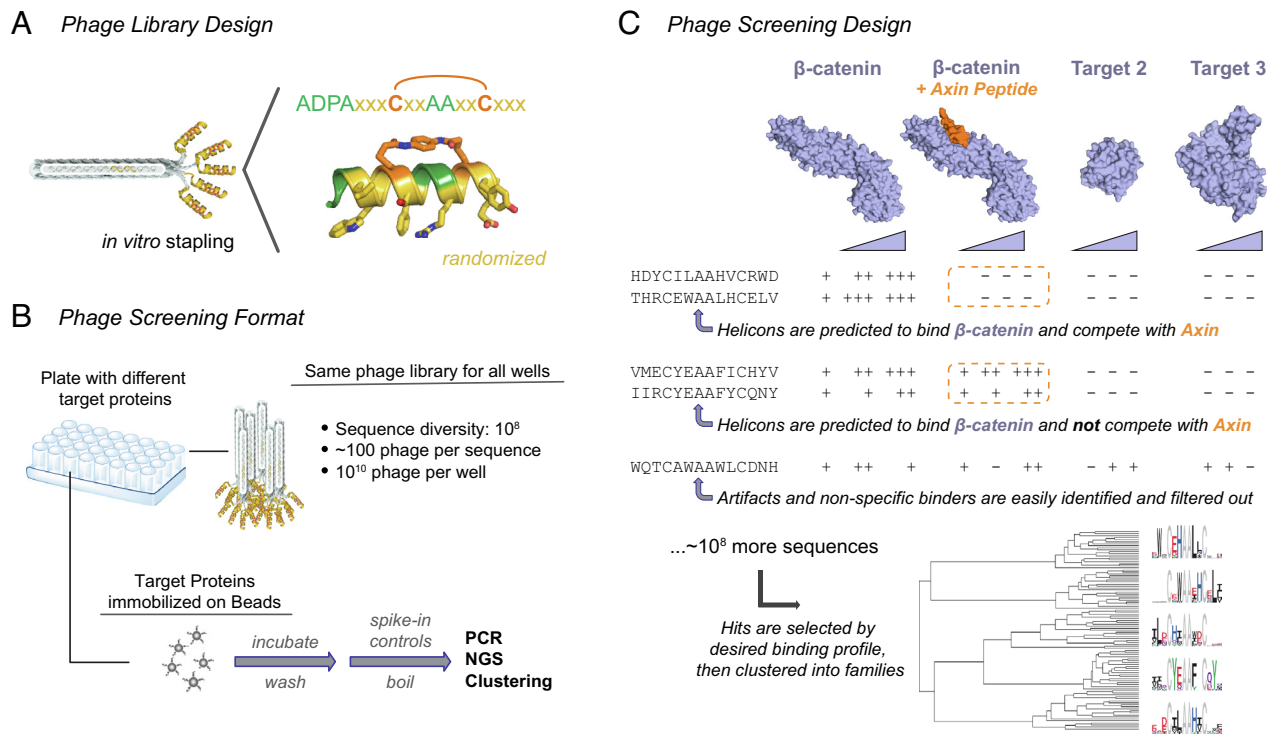 A Phage Library Design
ADPAxxxCxxAAxxCxxx
in vitro stapling
randomized
B Phage Screening Format
Plate with different
target proteins
Same phage library for all wells
• Sequence diversity: 10⁸
• ~100 phage per sequence
• 10¹⁰ phage per well
Target Proteins
immobilized on Beads
incubate
wash
spike-in
controls
boil
PCR
NGS
Clustering
C Phage Screening Design
β-catenin
β-catenin
+ Axin Peptide
Target 2
Target 3
HDYCILAAHVCRWD + ++ +++ − − − − − − − − −
THRCEWAALHCELV + +++ +++ − − − − − − − − −
Helicons are predicted to bind β-catenin and compete with Axin
VMECYEAAFICHYV + ++ +++ + ++ +++ − − − − − −
IIRCYEAAFYCQNY + + ++ + + ++ − − − − − −
Helicons are predicted to bind β-catenin and not compete with Axin
WQTCAWAAWLCDNH + ++ + + − ++ − + + + + −
Artifacts and non-specific binders are easily identified and filtered out
...~10⁸ more sequences
Hits are selected by
desired binding profile,
then clustered into families